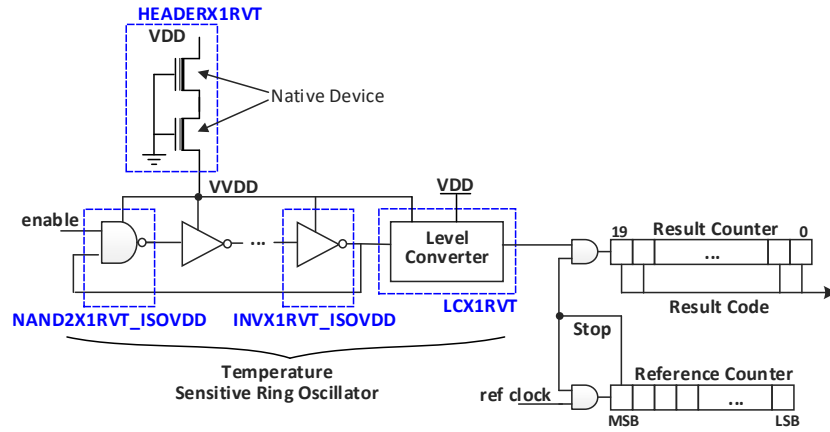 HEADERX1RVT
VDD
Native Device
VVDD
VDD
enable
Level
Converter
...
NAND2X1RVT_ISOVDD
INVX1RVT_ISOVDD
LCX1RVT
Temperature
Sensitive Ring Oscillator
19
Result Counter
0
...
Result Code
Stop
Reference Counter
ref clock
...
MSB
LSB